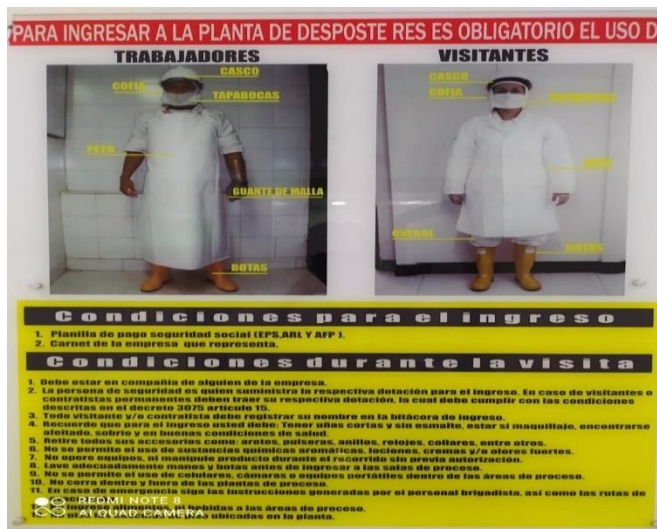 PARA INGRESAR A LA PLANTA DE DESPOSTE RES ES OBLIGATORIO EL USO D
TRABAJADORES
VISITANTES
CASCO
COFIA
TAPABOCAS
PETO
GUANTE DE MALLA
BOTAS
CASCO
COFIA
BOTAS
Condiciones para el ingreso
1. Planilla de pago seguridad social (EPS,ARL Y AFP ).
2. Carnet de la empresa que representa.
Condiciones durante la visita
1. Debe estar en compañia de alguien de la empresa.
2. La persona de seguridad es quien suministra la respectiva dotación para el ingreso. En caso de visitantes o
contratistas permanentes deben traer su respectiva dotación, la cual debe cumplir con las condiciones
descritas en el decreto 3075 articulo 15.
3. Todo visitante y/o contratista debe registrar su nombre en la bitácora de ingreso.
4. Recuerde que para el ingreso usted debe: Tener uñas cortas y sin esmalte, estar si maquillaje, encontrarse
afeitado, sobrio y en buenas condiciones de salud.
5. Retire todos sus accesorios como: aretes, pulseras, anillos, relojes, collares, entre otros.
6. No se permite el uso de sustancias químicas aromáticas, lociones, cremas y/o olores fuertes.
7. No opere equipos, ni manipule producto durante el recorrido sin previa autorización.
8. Lave adecuadamente manos y botas antes de ingresar a las salas de proceso.
9. No se permite el uso de celulares, cámaras o equipos portátiles dentro de las áreas de proceso.
10. No corra dentro y fuera de las plantas de proceso.
11. En caso de emergencia siga las instrucciones generadas por el personal brigadista, así como las rutas de
ingreso alimentos, ni bebidas a las áreas de proceso.
ubicadas en la planta.
REDMI NOTE 8
AI QUAD CAMERA